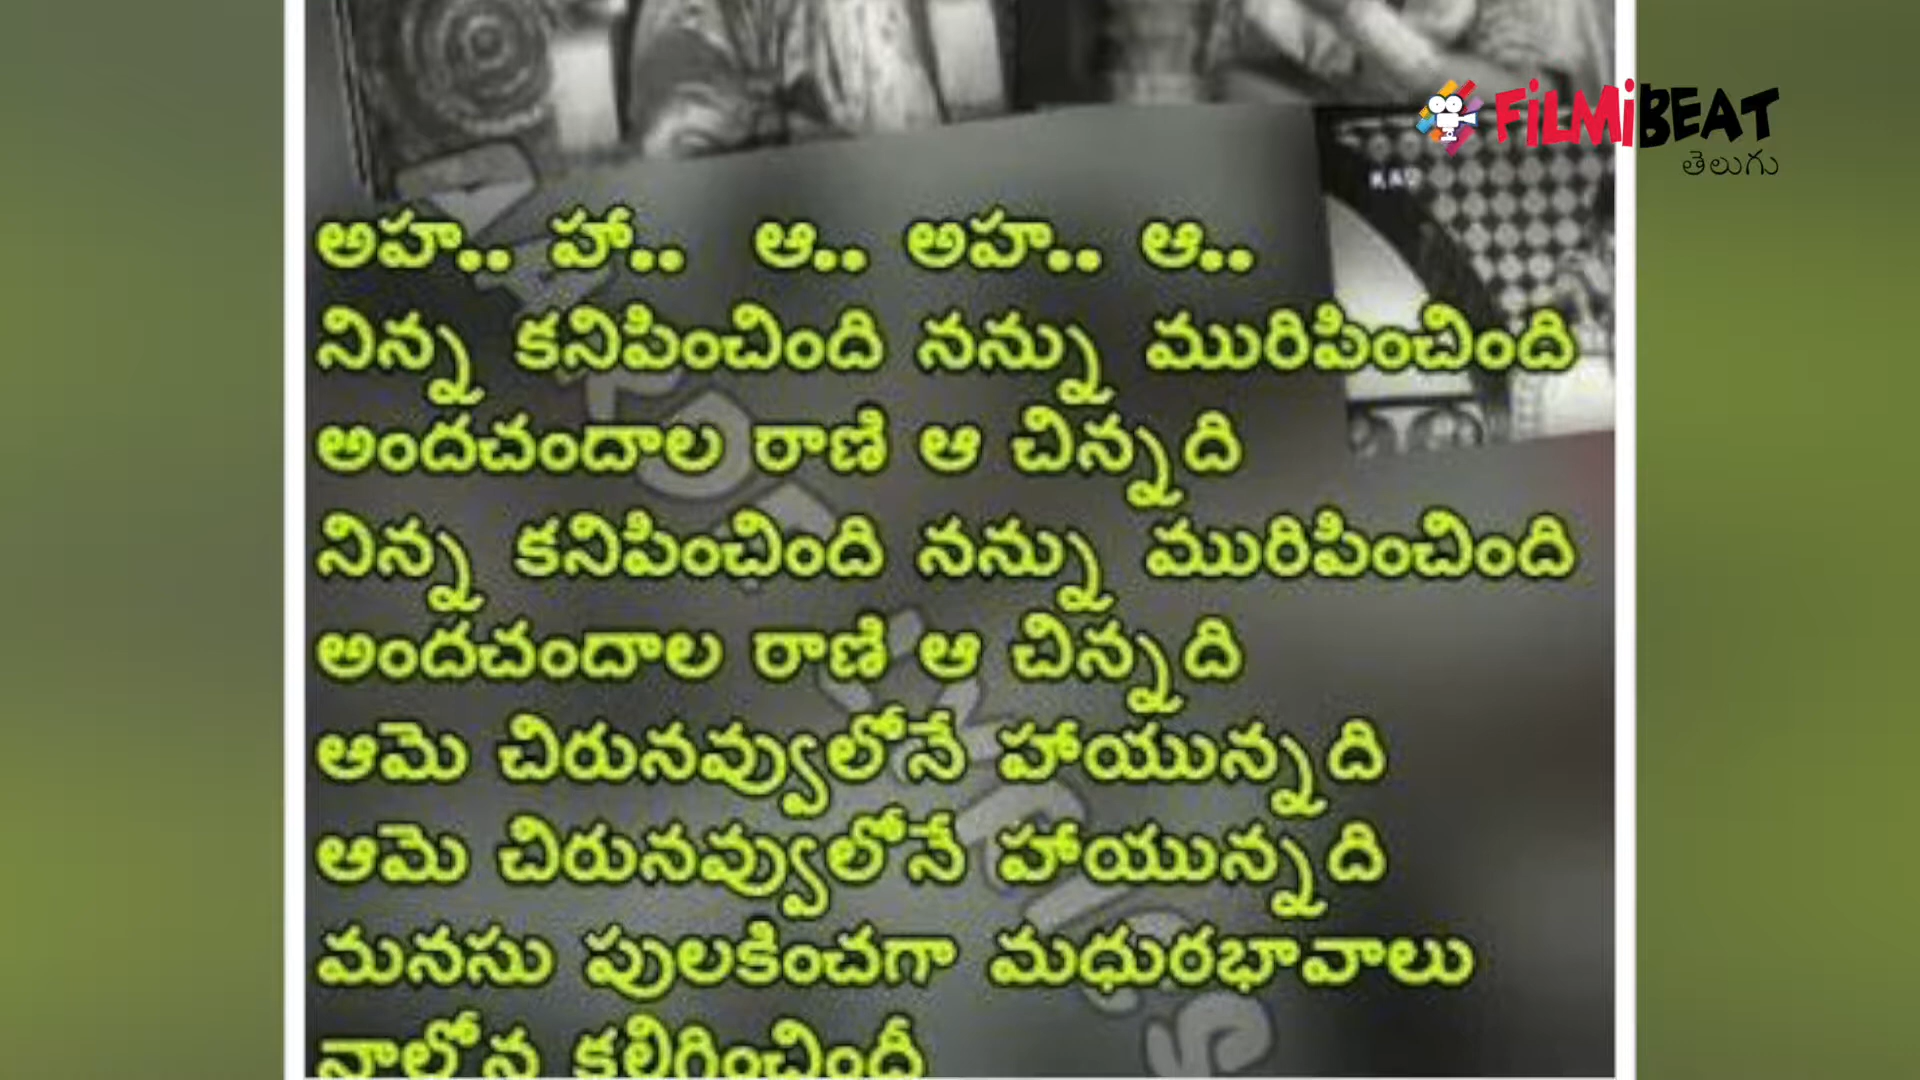 FiLMiBEAT
తెలుగు
అహ.. హా.. ఆ.. అహ.. ఆ..
నిన్న కనిపించింది నన్ను మురిపించింది
అందచందాల రాణి ఆ చిన్నది
నిన్న కనిపించింది నన్ను మురిపించింది
అందచందాల రాణి ఆ చిన్నది
ఆమె చిరునవ్వులోనే హాయున్నది
ఆమె చిరునవ్వులోనే హాయున్నది
మనసు పులకించగా మధురభావాలు
నాలోన కలిగించిందీ